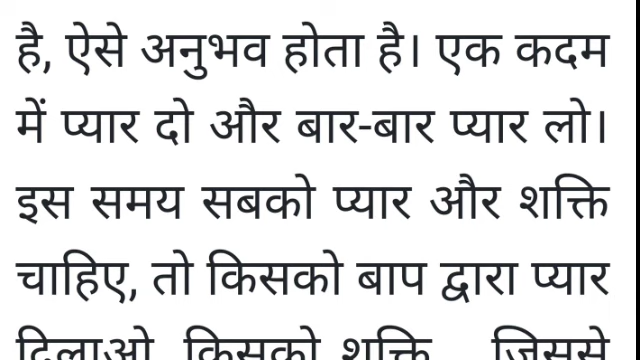 है, ऐसे अनुभव होता है। एक कदम
में प्यार दो और बार-बार प्यार लो।
इस समय सबको प्यार और शक्ति
चाहिए, तो किसको बाप द्वारा प्यार
दिलाओ, किसको शक्ति जिससे